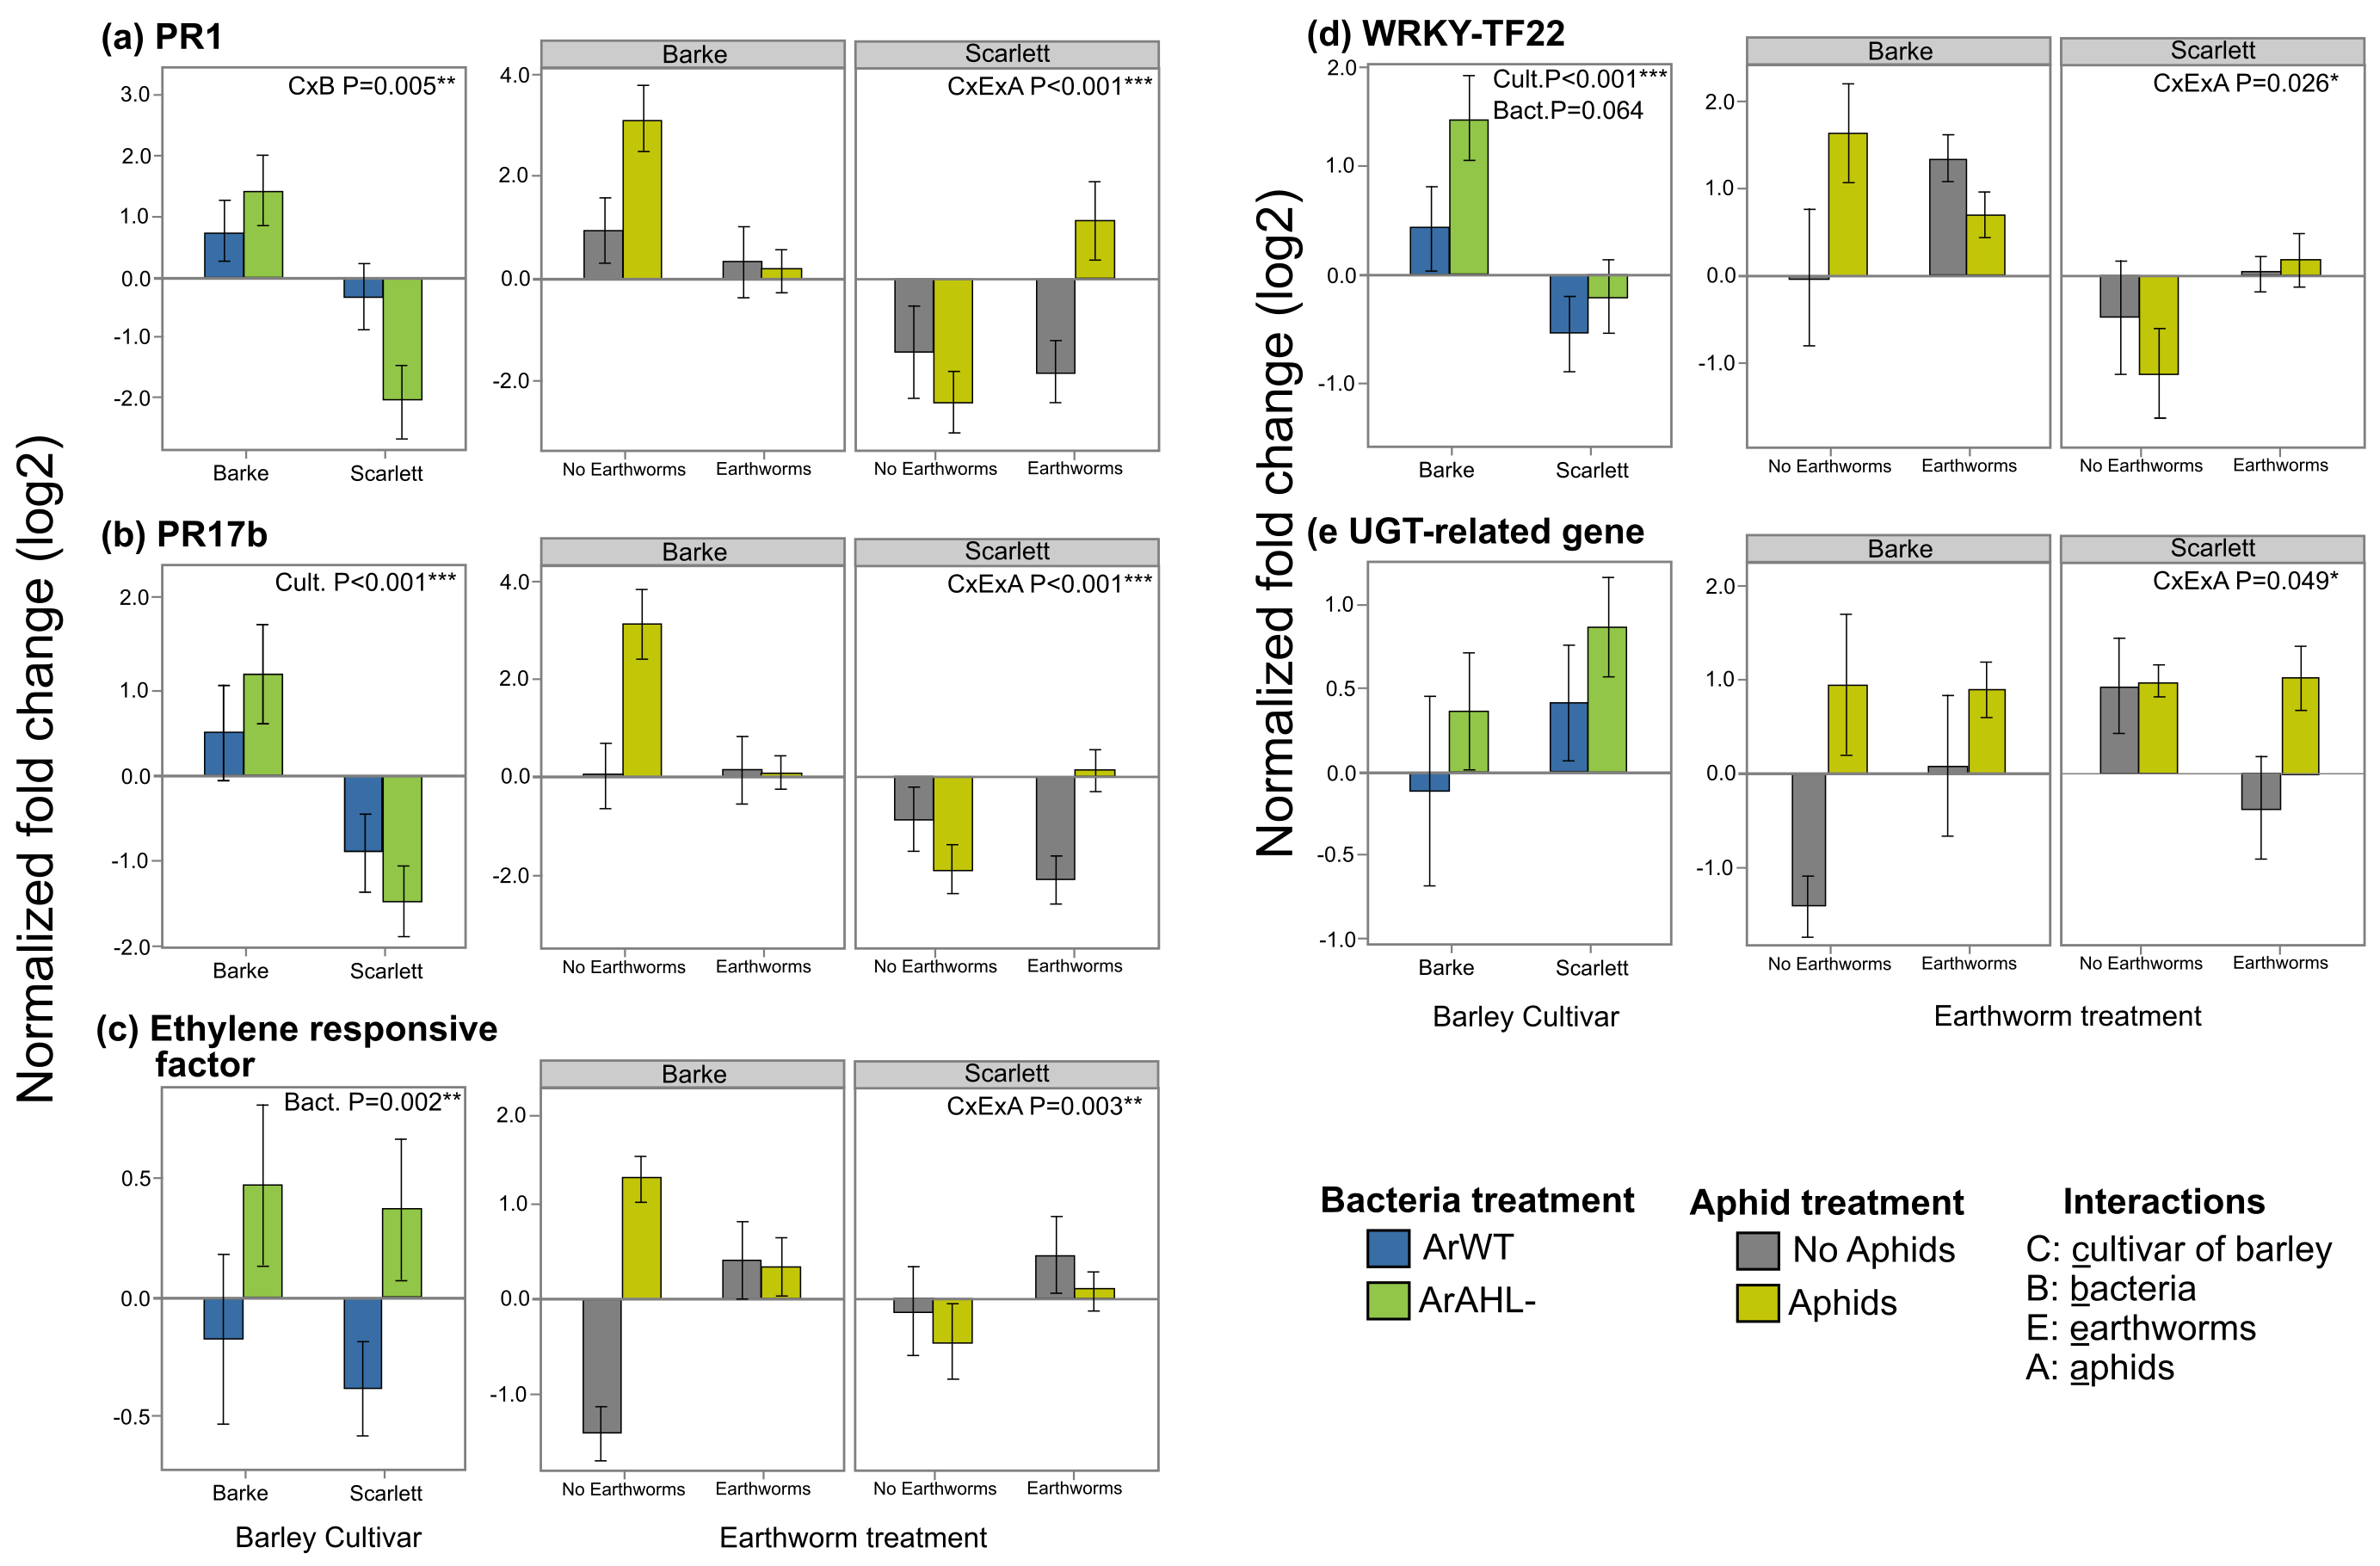 Normalized fold change (log2)
(a) PR1
CxB P=0.005**
3.0
2.0
1.0
0.0
-1.0
-2.0
Barke
Scarlett
Barke
Scarlett
CxExA P<0.001***
4.0
2.0
0.0
-2.0
No Earthworms
Earthworms
No Earthworms
Earthworms
(b) PR17b
Cult. P<0.001***
2.0
1.0
0.0
-1.0
-2.0
Barke
Scarlett
Barke
Scarlett
CxExA P<0.001***
4.0
2.0
0.0
-2.0
No Earthworms
Earthworms
No Earthworms
Earthworms
(c) Ethylene responsive
factor
Bact. P=0.002**
0.5
0.0
-0.5
Barke
Scarlett
Barley Cultivar
Barke
Scarlett
CxExA P=0.003**
2.0
1.0
0.0
-1.0
No Earthworms
Earthworms
No Earthworms
Earthworms
Earthworm treatment
Normalized fold change (log2)
(d) WRKY-TF22
Cult.P<0.001***
Bact.P=0.064
2.0
1.0
0.0
-1.0
Barke
Scarlett
Barke
Scarlett
CxExA P=0.026*
2.0
1.0
0.0
-1.0
No Earthworms
Earthworms
No Earthworms
Earthworms
(e UGT-related gene
1.0
0.5
0.0
-0.5
-1.0
Barke
Scarlett
Barley Cultivar
Barke
Scarlett
CxExA P=0.049*
2.0
1.0
0.0
-1.0
No Earthworms
Earthworms
No Earthworms
Earthworms
Earthworm treatment
Bacteria treatment
ArWT
ArAHL-
Aphid treatment
No Aphids
Aphids
Interactions
C: cultivar of barley
B: bacteria
E: earthworms
A: aphids